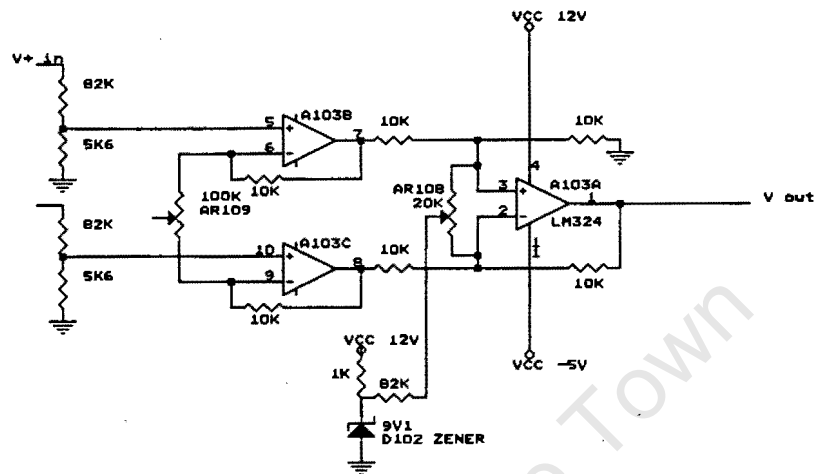 VCC 12V
V+ in
82K
5K6
5
6
A103B
7
10K
10K
10K
100K
AR109
4
AR108
20K
3
2
A103A
1
LM324
V out
82K
5K6
10
9
A103C
8
10K
10K
10K
VCC 12V
1K
82K
VCC -5V
9V1
D102 ZENER
Town